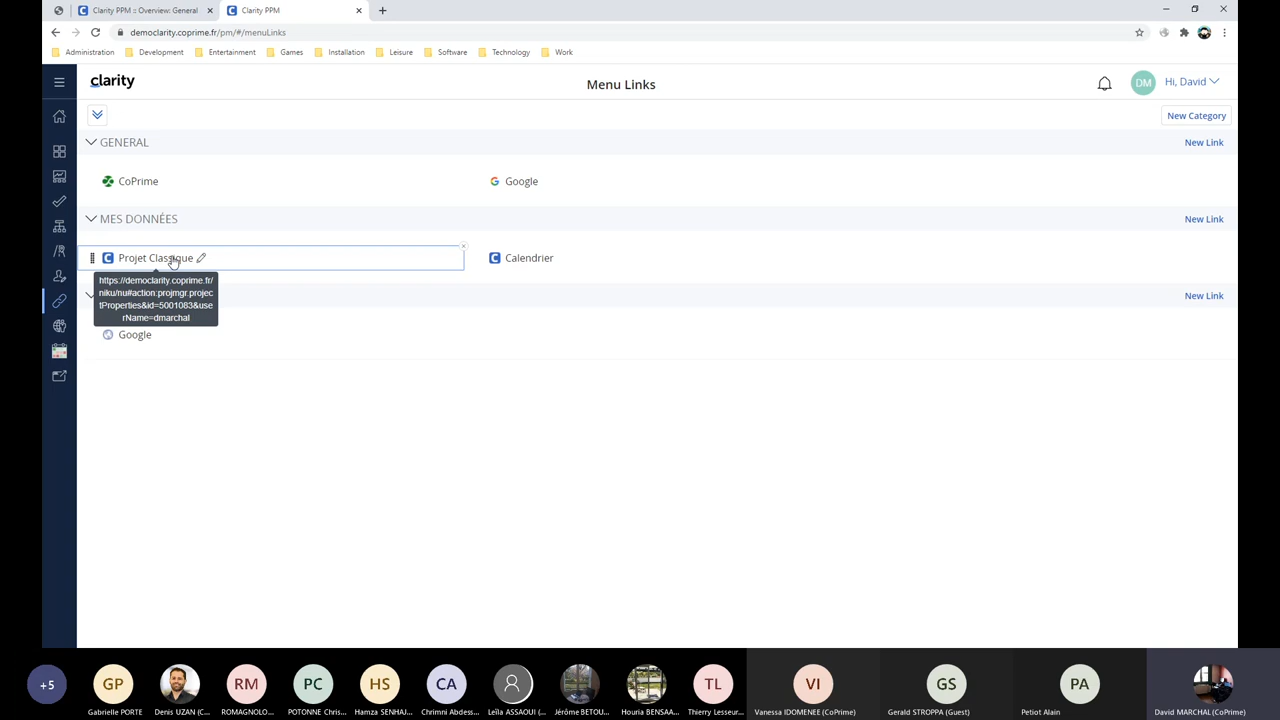 Clarity PPM :: Overview: General
Clarity PPM
democlarity.coprime.fr/pm/#/menuLinks
Administration
Development
Entertainment
Games
Installation
Leisure
Software
Technology
Work
clarity
Menu Links
DM
Hi, David
New Category
GENERAL
New Link
CoPrime
Google
MES DONNÉES
New Link
Projet Classique
Calendrier
https://democlarity.coprime.fr/
niku/nu#action:projmgr.projec
tProperties&id=5001083&use
rName=dmarchal
New Link
Google
+5
GP
RM
PC
HS
CA
TL
VI
GS
PA
Gabrielle PORTE
Denis UZAN (C...
ROMAGNOLO...
POTONNE Chris...
Hamza SENHAJ...
Chrimni Abdess...
Leïla ASSAOUI (...
Jérôme BETOU...
Houria BENSAA...
Thierry Lesseur...
Vanessa IDOMENEE (CoPrime)
Gerald STROPPA (Guest)
Petiot Alain
David MARCHAL (CoPrime)